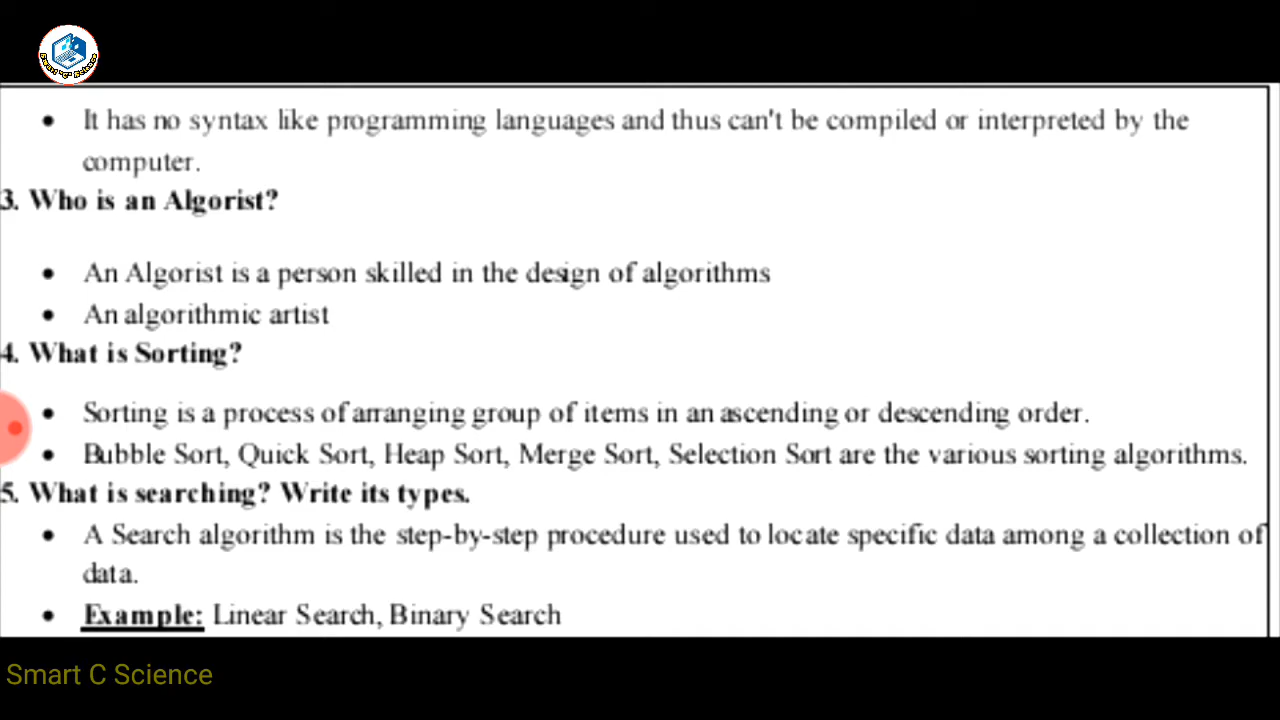 It has no syntax like programming languages and thus can't be compiled or interpreted by the
computer.
3. Who is an Algorist?
An Algorist is a person skilled in the design of algorithms
An algorithmic artist
4. What is Sorting?
Sorting is a process of arranging group of items in an ascending or descending order.
Bubble Sort, Quick Sort, Heap Sort, Merge Sort, Selection Sort are the various sorting algorithms.
5. What is searching? Write its types.
A Search algorithm is the step-by-step procedure used to locate specific data among a collection of
data.
Example: Linear Search, Binary Search
Smart C Science